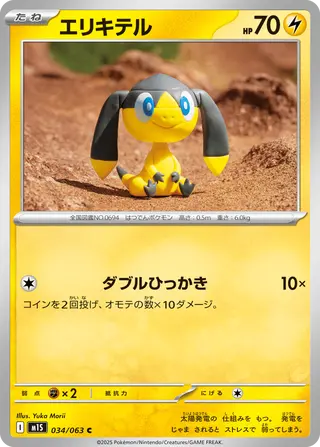 たね
エリキテル
HP70
全国図鑑NO.0694 はつでんポケモン 高さ：0.5m 重さ：6.0kg
ダブルひっかき 10×
コインを2回投げ、オモテの数×10ダメージ。
弱点 ×2 抵抗力 にげる
Illus. Yuka Morii
太陽発電の 仕組みを もつ。 発電を
じゃま されると ストレスで 弱ってしまう。
I m1S 034/063 C
©2025 Pokémon/Nintendo/Creatures/GAME FREAK.